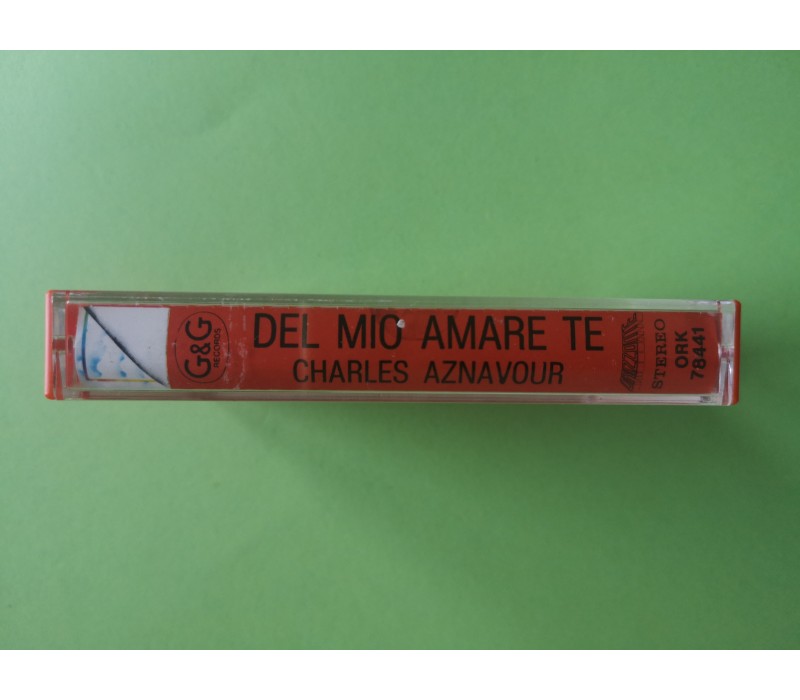 G&G
RECORDS
DEL MIO AMARE TE
CHARLES AZNAVOUR
STEREO
ORK
78441